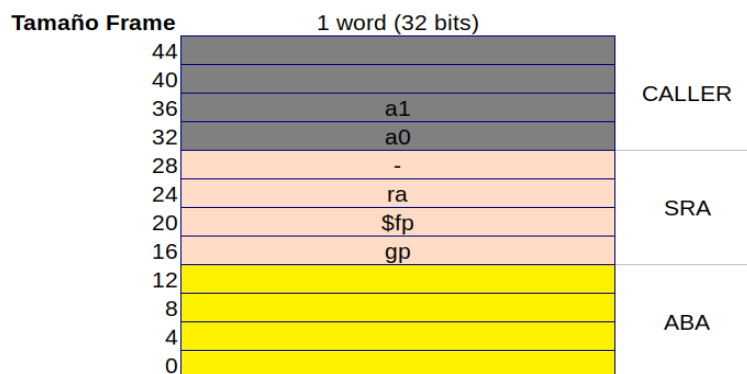 Tamaño Frame 1 word (32 bits)
44
40
CALLER
36 a1
32 a0
28 -
24 ra
SRA
20 $fp
16 gp
12
8
ABA
4
0